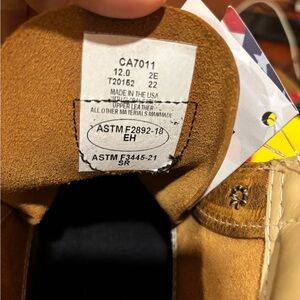 CA7011
12.0 2E
T20152 22
MADE IN THE USA
UPPER LEATHER
ALL OTHER MATERIALS MANMADE
ASTM F2892-18
EH
ASTM F3445-21
SR